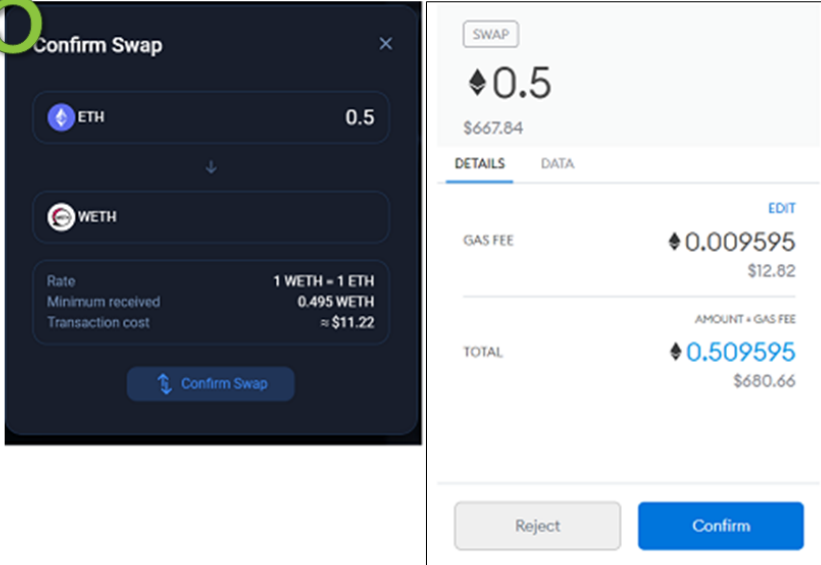 Confirm Swap
ETH 0.5
WETH
Rate 1 WETH = 1 ETH
Minimum received 0.495 WETH
Transaction cost ≈ $11.22
Confirm Swap
SWAP
0.5
$667.84
DETAILS DATA
EDIT
GAS FEE 0.009595
$12.82
AMOUNT + GAS FEE
TOTAL 0.509595
$680.66
Reject Confirm